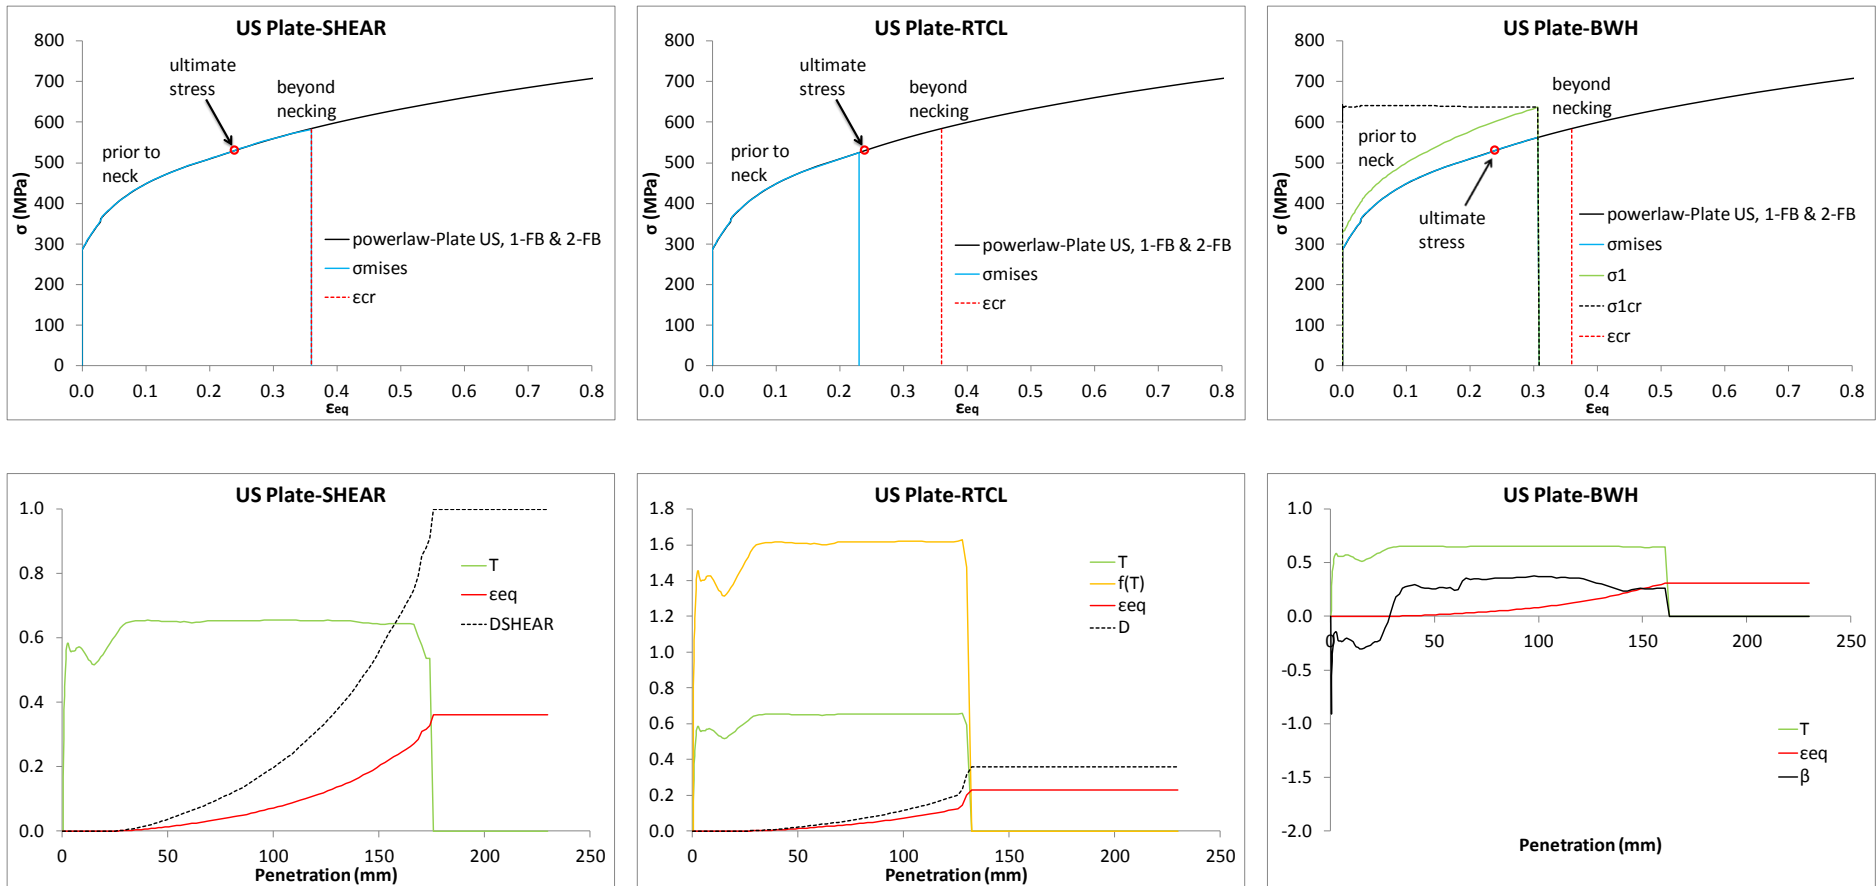 US Plate-SHEAR
800
700
600
500
400
300
200
100
0
σ (MPa)
ultimate
stress
beyond
necking
prior to
neck
powerlaw-Plate US, 1-FB & 2-FB
σmises
εcr
0.0 0.1 0.2 0.3 0.4 0.5 0.6 0.7 0.8
εeq
US Plate-RTCL
800
700
600
500
400
300
200
100
0
σ (MPa)
ultimate
stress
beyond
necking
prior to
neck
powerlaw-Plate US, 1-FB & 2-FB
σmises
εcr
0.0 0.1 0.2 0.3 0.4 0.5 0.6 0.7 0.8
εeq
US Plate-BWH
800
700
600
500
400
300
200
100
0
σ (MPa)
beyond
necking
prior to
neck
ultimate
stress
powerlaw-Plate US, 1-FB & 2-FB
σmises
σ1
σ1cr
εcr
0.0 0.1 0.2 0.3 0.4 0.5 0.6 0.7 0.8
εeq
US Plate-SHEAR
1.0
0.8
0.6
0.4
0.2
0.0
T
εeq
DSHEAR
0 50 100 150 200 250
Penetration (mm)
US Plate-RTCL
1.8
1.6
1.4
1.2
1.0
0.8
0.6
0.4
0.2
0.0
T
f(T)
εeq
D
0 50 100 150 200 250
Penetration (mm)
US Plate-BWH
1.0
0.5
0.0
-0.5
-1.0
-1.5
-2.0
0 50 100 150 200 250
T
εeq
β
Penetration (mm)